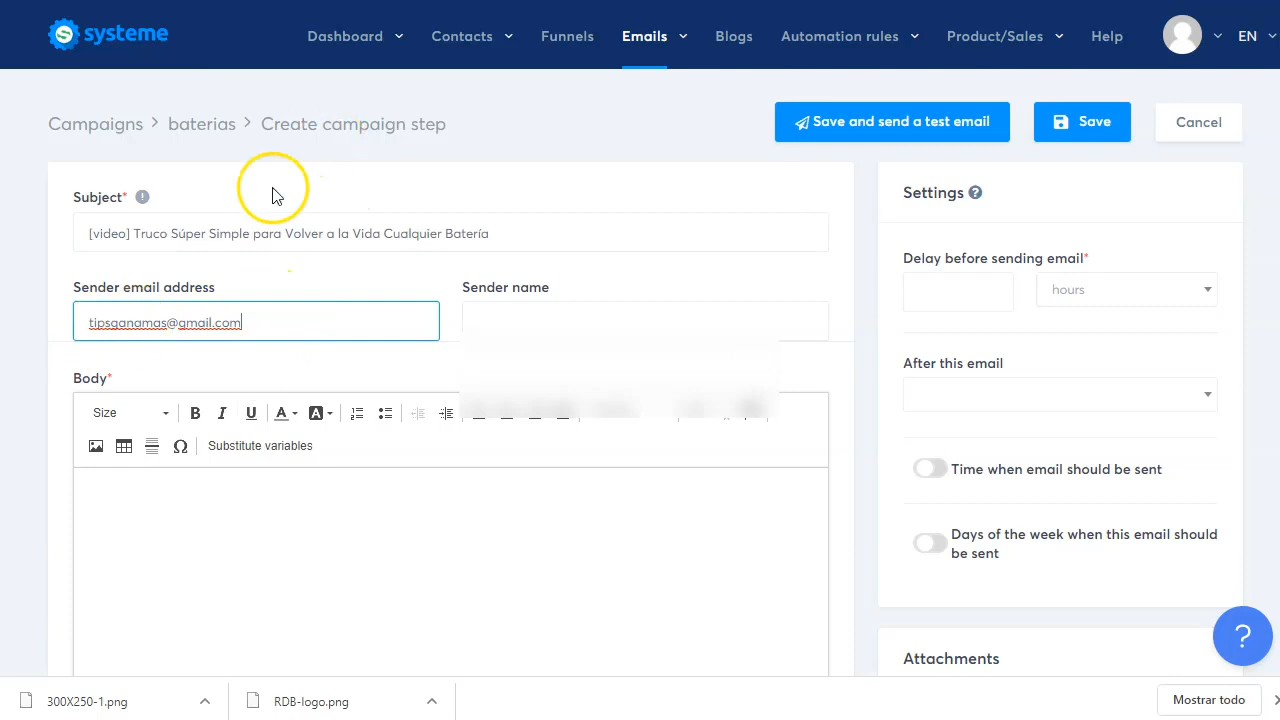 systeme
Dashboard Contacts Funnels Emails Blogs Automation rules Product/Sales Help EN
Campaigns > baterias > Create campaign step
Save and send a test email Save Cancel
Subject*
[video] Truco Súper Simple para Volver a la Vida Cualquier Batería
Sender email address Sender name
tipsganamas@gmail.com
Body*
Size B I U A A
Substitute variables
Settings ?
Delay before sending email*
hours
After this email
Time when email should be sent
Days of the week when this email should
be sent
Attachments
?
300X250-1.png RDB-logo.png Mostrar todo